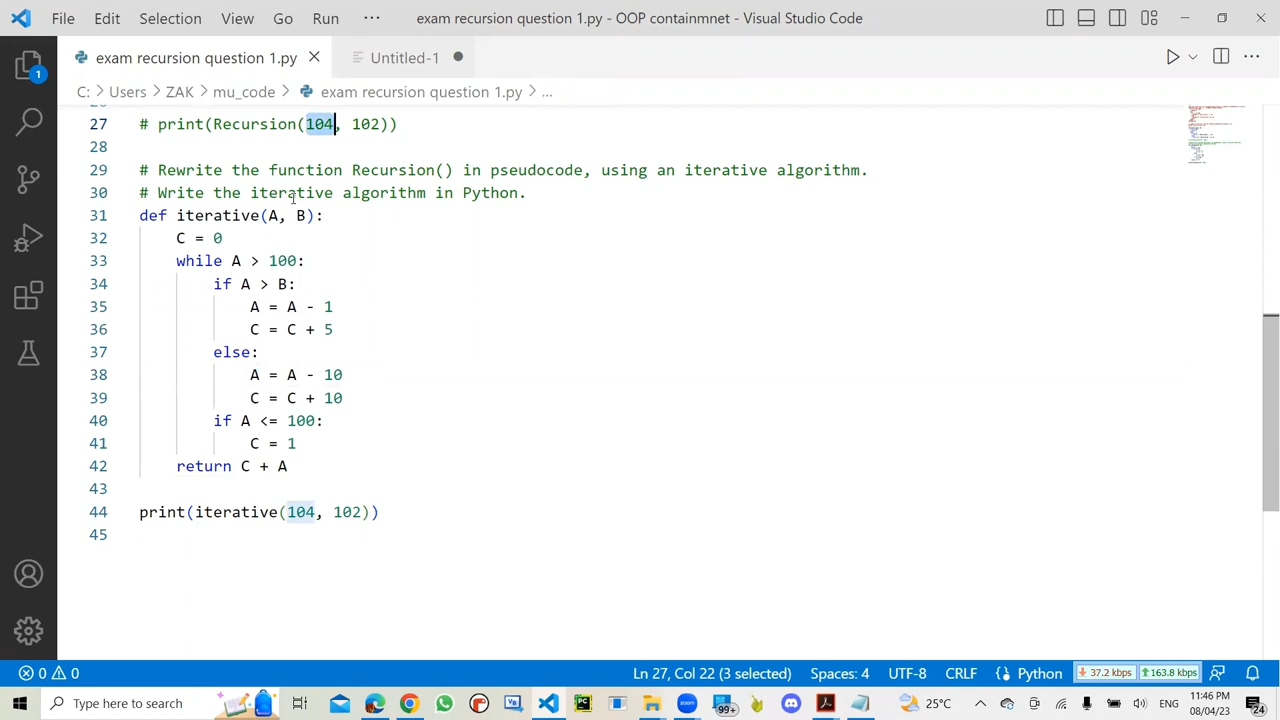 File Edit Selection View Go Run ··· exam recursion question 1.py - OOP containmnet - Visual Studio Code
exam recursion question 1.py Untitled-1
C: > Users > ZAK > mu_code > exam recursion question 1.py > ...
1
27 # print(Recursion(104, 102))
28
29 # Rewrite the function Recursion() in pseudocode, using an iterative algorithm.
30 # Write the iterative algorithm in Python.
31 def iterative(A, B):
32 C = 0
33 while A > 100:
34 if A > B:
35 A = A - 1
36 C = C + 5
37 else:
38 A = A - 10
39 C = C + 10
40 if A <= 100:
41 C = 1
42 return C + A
43
44 print(iterative(104, 102))
45
0 0 Ln 27, Col 22 (3 selected) Spaces: 4 UTF-8 CRLF Python 37.2 kbps 163.8 kbps
Type here to search zoom 99+ 25°C ENG 11:46 PM
08/04/23 24